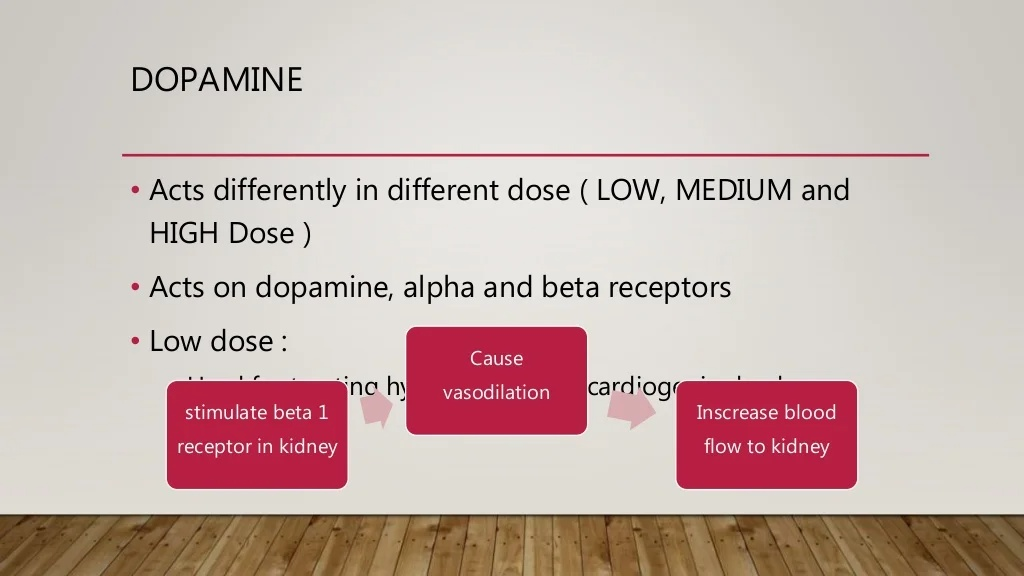 DOPAMINE
• Acts differently in different dose ( LOW, MEDIUM and
HIGH Dose )
• Acts on dopamine, alpha and beta receptors
• Low dose :
stimulate beta 1
receptor in kidney
Cause
vasodilation
Inscrease blood
flow to kidney